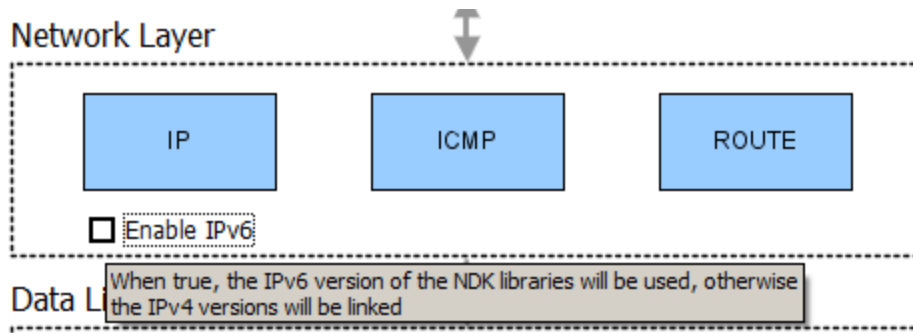 Network Layer
IP
ICMP
ROUTE
Enable IPv6
When true, the IPv6 version of the NDK libraries will be used, otherwise
the IPv4 versions will be linked
Data Li